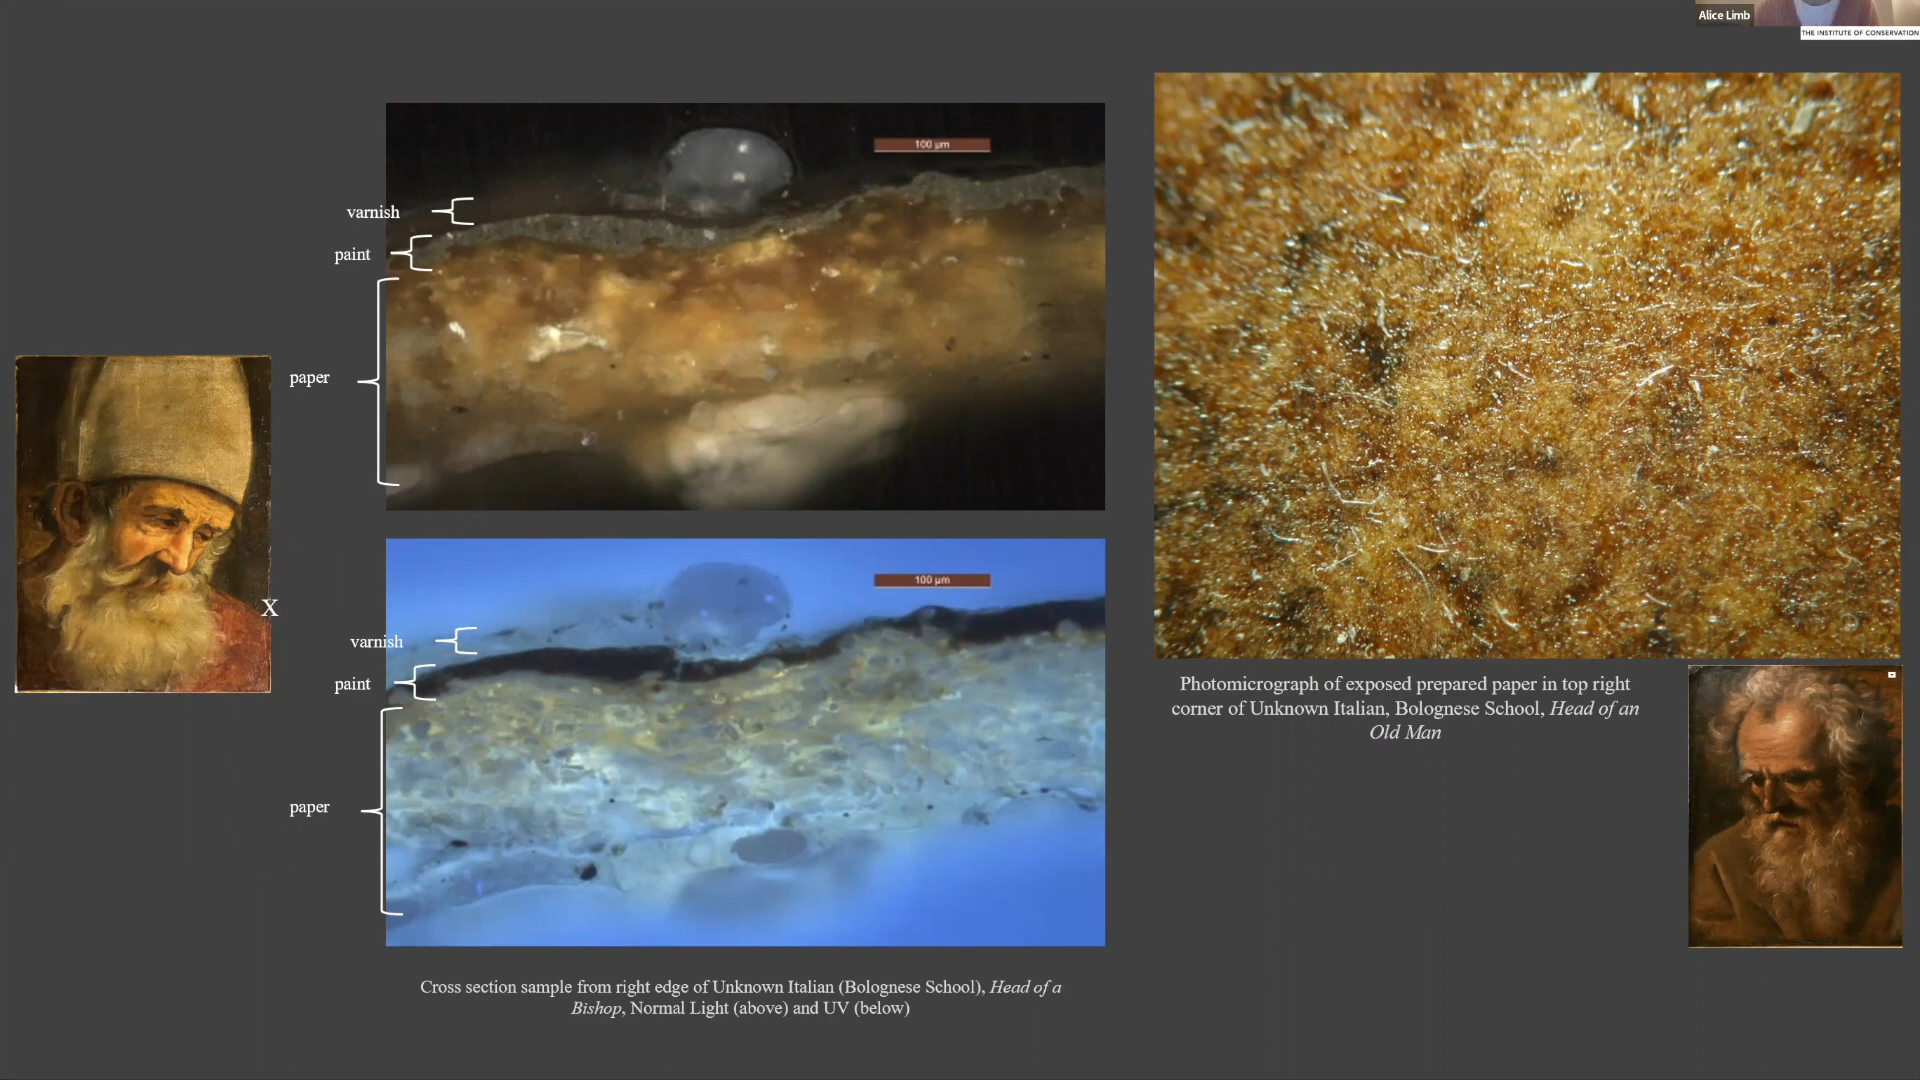 Alice Limb
THE INSTITUTE OF CONSERVATION
100 µm
varnish
paint
paper
X
100 µm
varnish
paint
paper
Cross section sample from right edge of Unknown Italian (Bolognese School), Head of a
Bishop, Normal Light (above) and UV (below)
Photomicrograph of exposed prepared paper in top right
corner of Unknown Italian, Bolognese School, Head of an
Old Man